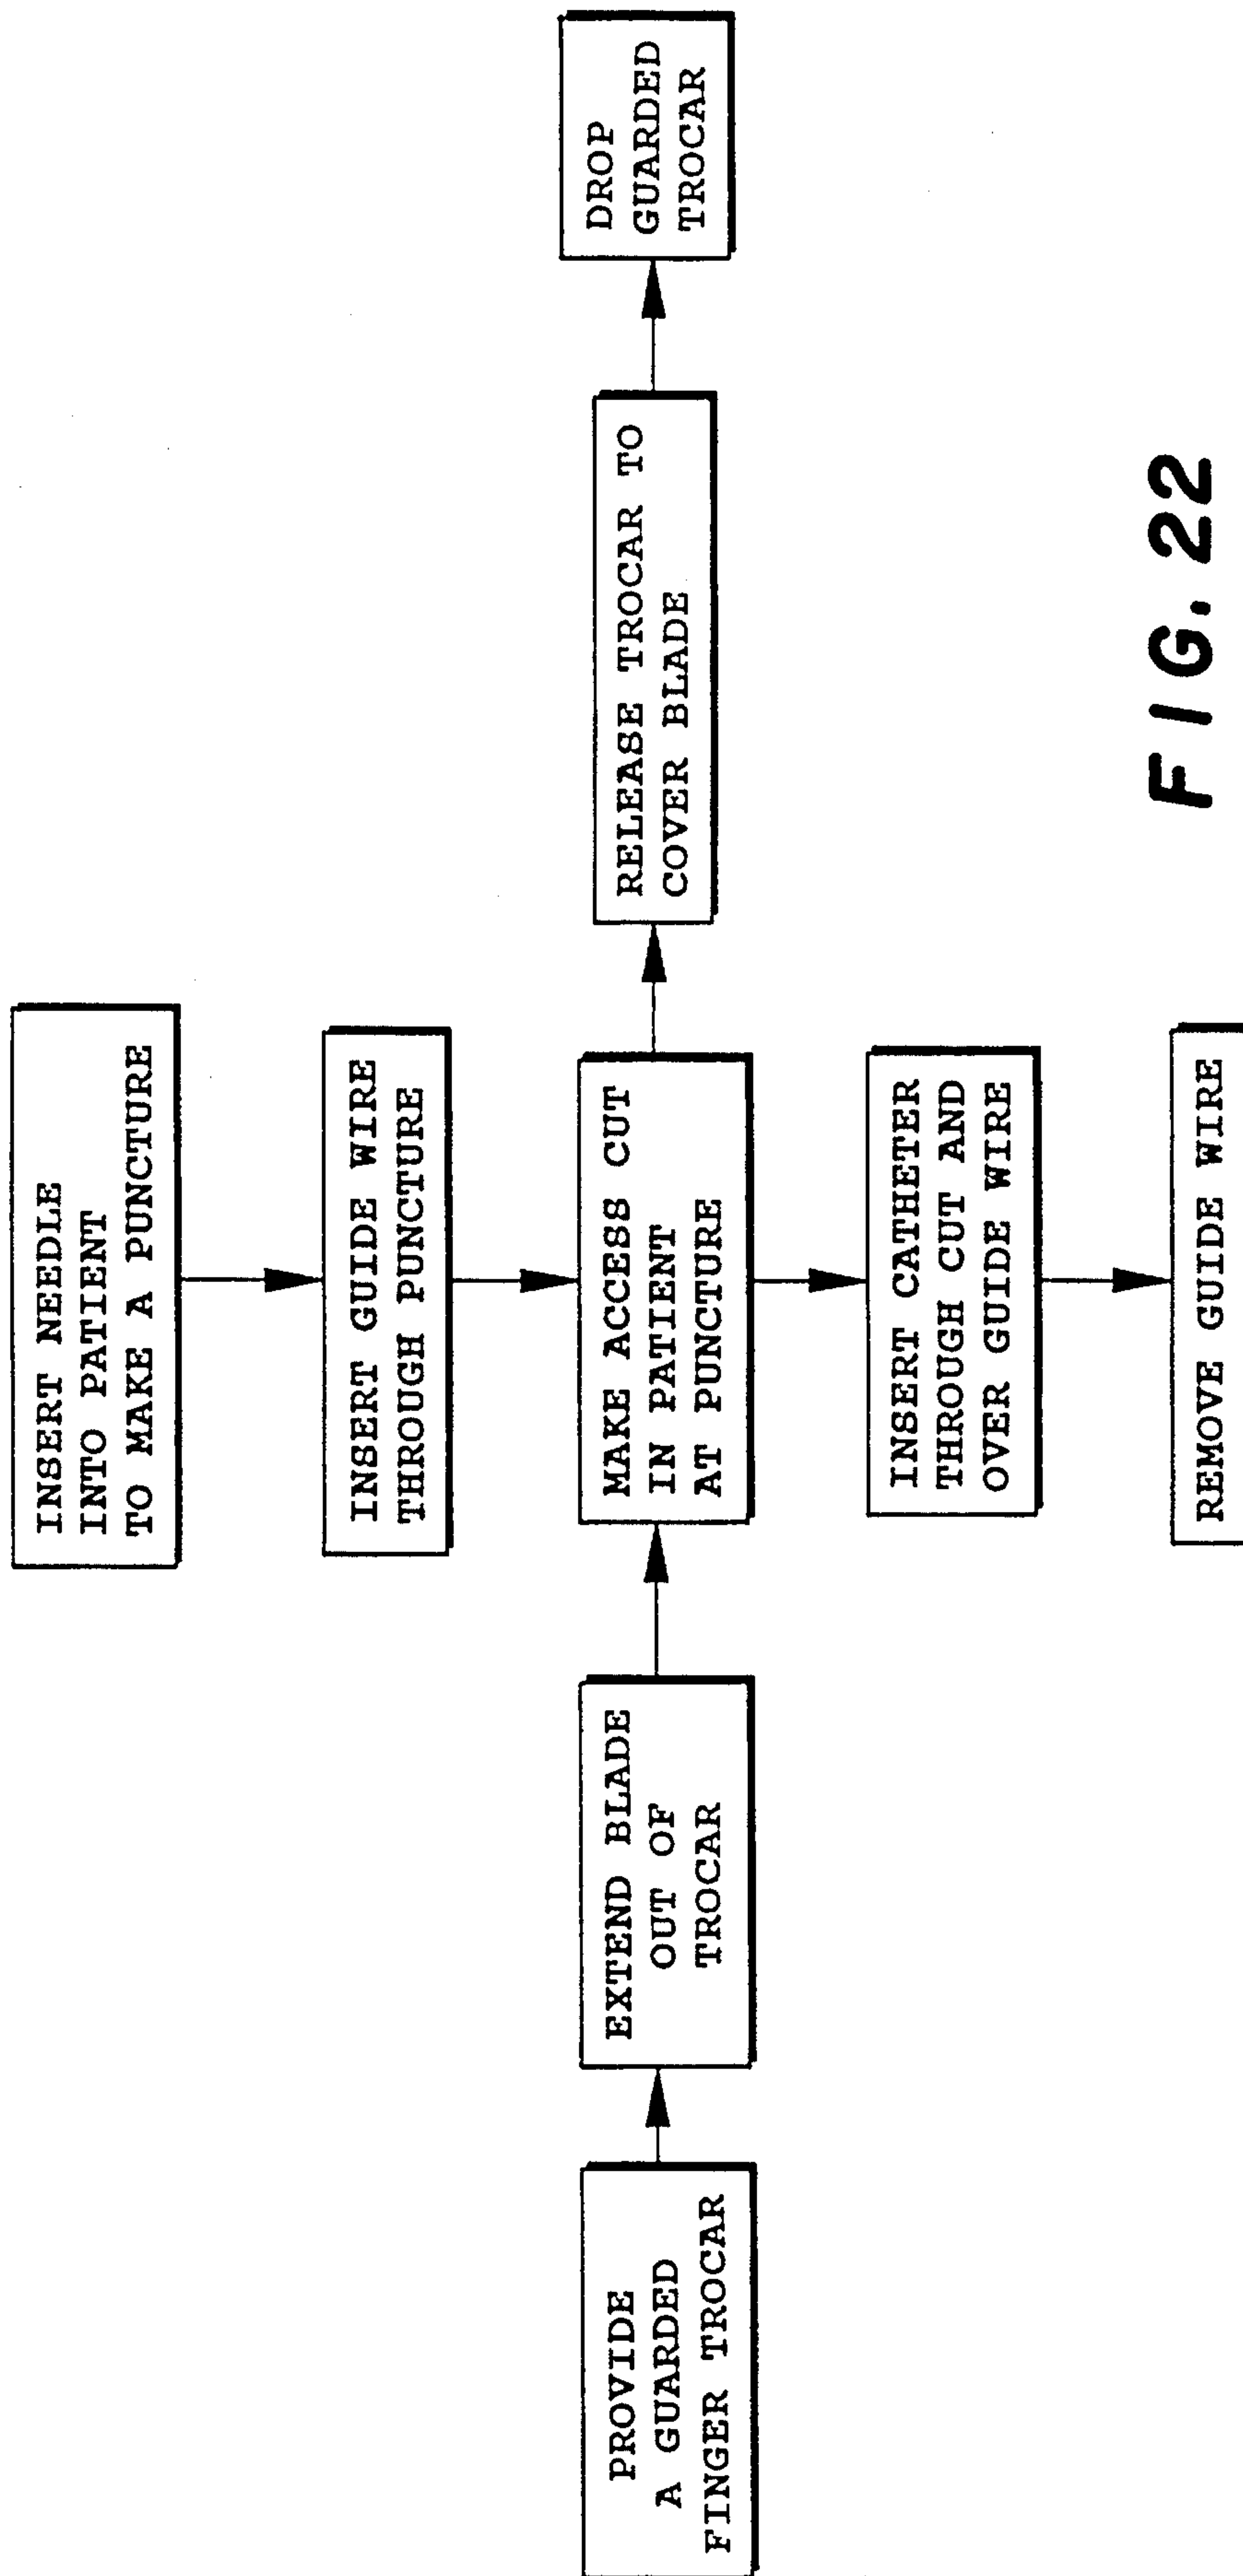 INSERT NEEDLE
INTO PATIENT
TO MAKE A PUNCTURE
INSERT GUIDE WIRE
THROUGH PUNCTURE
PROVIDE
A GUARDED
FINGER TROCAR
EXTEND BLADE
OUT OF
TROCAR
MAKE ACCESS CUT
IN PATIENT
AT PUNCTURE
RELEASE TROCAR TO
COVER BLADE
DROP
GUARDED
TROCAR
INSERT CATHETER
THROUGH CUT AND
OVER GUIDE WIRE
REMOVE GUIDE WIRE
FIG. 22